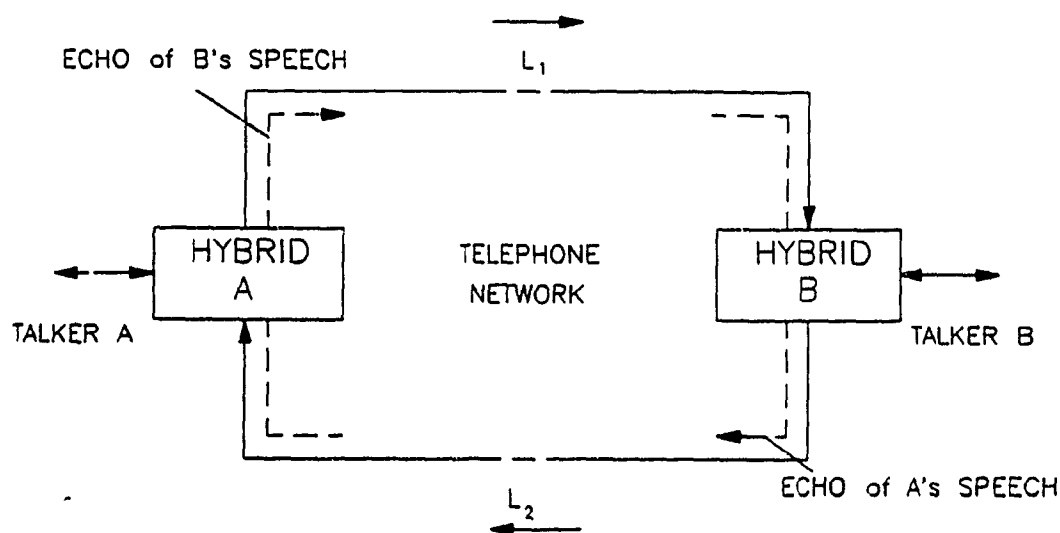 ECHO of B's SPEECH
L1
HYBRID
A
TELEPHONE
NETWORK
HYBRID
B
TALKER A
TALKER B
ECHO of A's SPEECH
L2